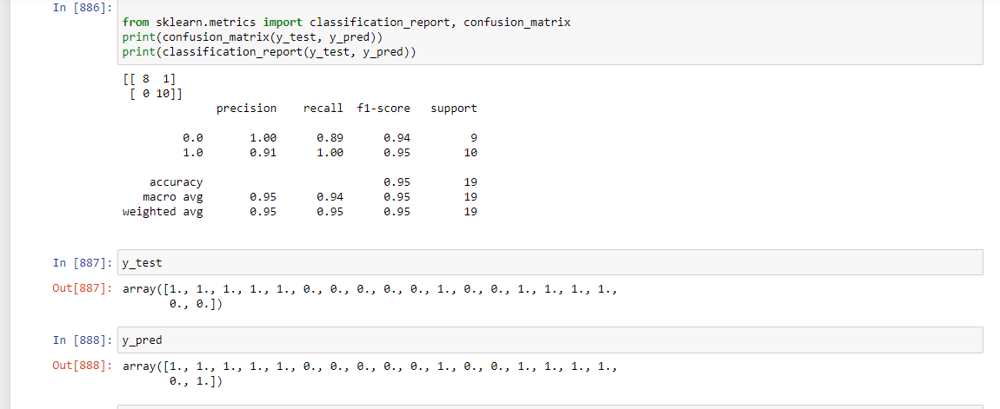 In [886]:
from sklearn.metrics import classification_report, confusion_matrix
print(confusion_matrix(y_test, y_pred))
print(classification_report(y_test, y_pred))
[[ 8  1]
 [ 0 10]]
              precision    recall  f1-score   support
         0.0       1.00      0.89      0.94         9
         1.0       0.91      1.00      0.95        10
    accuracy                           0.95        19
   macro avg       0.95      0.94      0.95        19
weighted avg       0.95      0.95      0.95        19
In [887]: y_test
Out[887]: array([1., 1., 1., 1., 1., 0., 0., 0., 0., 0., 1., 0., 0., 1., 1., 1., 1.,
       0., 0.])
In [888]: y_pred
Out[888]: array([1., 1., 1., 1., 1., 0., 0., 0., 0., 0., 1., 0., 0., 1., 1., 1., 1.,
       0., 1.])